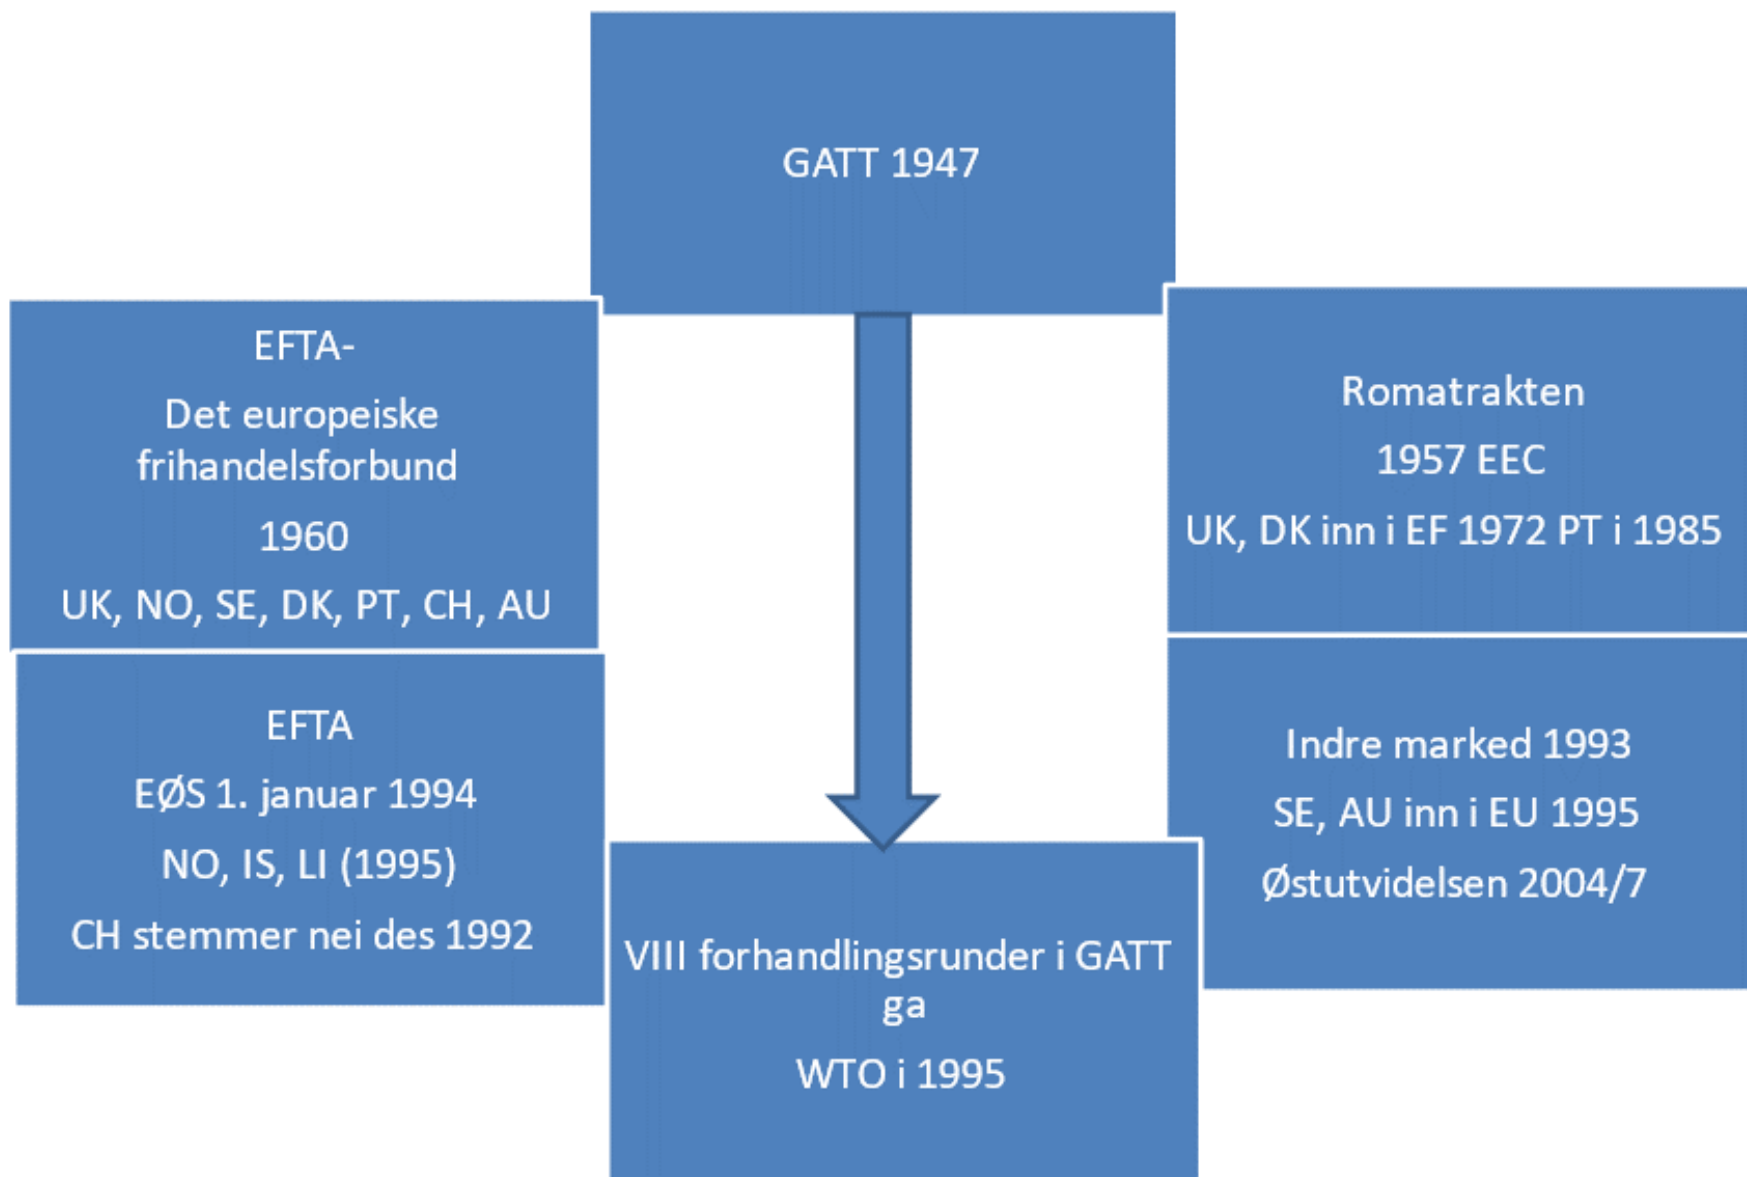 GATT 1947
EFTA-
Det europeiske
frihandelsforbund
1960
UK, NO, SE, DK, PT, CH, AU
Romatrakten
1957 EEC
UK, DK inn i EF 1972 PT i 1985
EFTA
EØS 1. januar 1994
NO, IS, LI (1995)
CH stemmer nei des 1992
Indre marked 1993
SE, AU inn i EU 1995
Østutvidelsen 2004/7
VIII forhandlingsrunder i GATT
ga
WTO i 1995